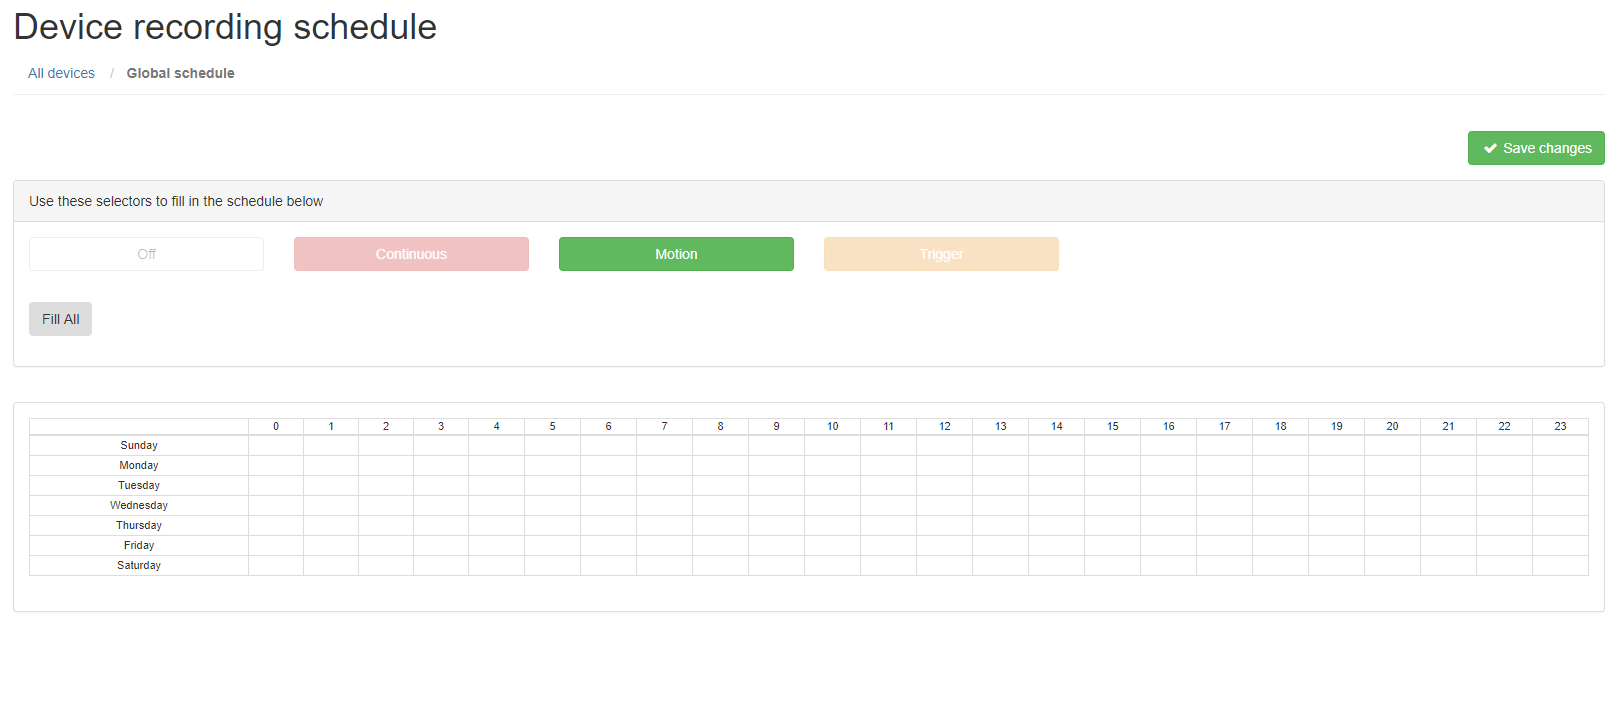 Device recording schedule
All devices / Global schedule
Save changes
Use these selectors to fill in the schedule below
Off Continuous Motion Trigger
Fill All
0 1 2 3 4 5 6 7 8 9 10 11 12 13 14 15 16 17 18 19 20 21 22 23
Sunday
Monday
Tuesday
Wednesday
Thursday
Friday
Saturday